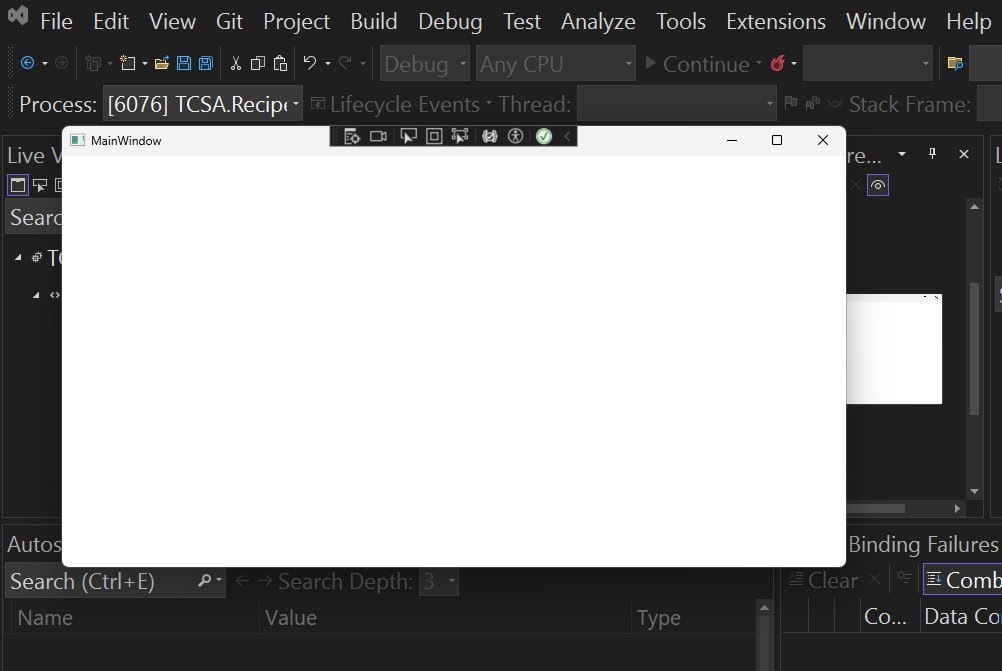 File Edit View Git Project Build Debug Test Analyze Tools Extensions Window Help
Debug Any CPU Continue
Process: [6076] TCSA.Recipe Lifecycle Events Thread: Stack Frame:
MainWindow
Live V re...
Searc
TC
Autos Binding Failures
Search (Ctrl+E) Search Depth: 3 Clear Comb
Name Value Type Co... Data Co